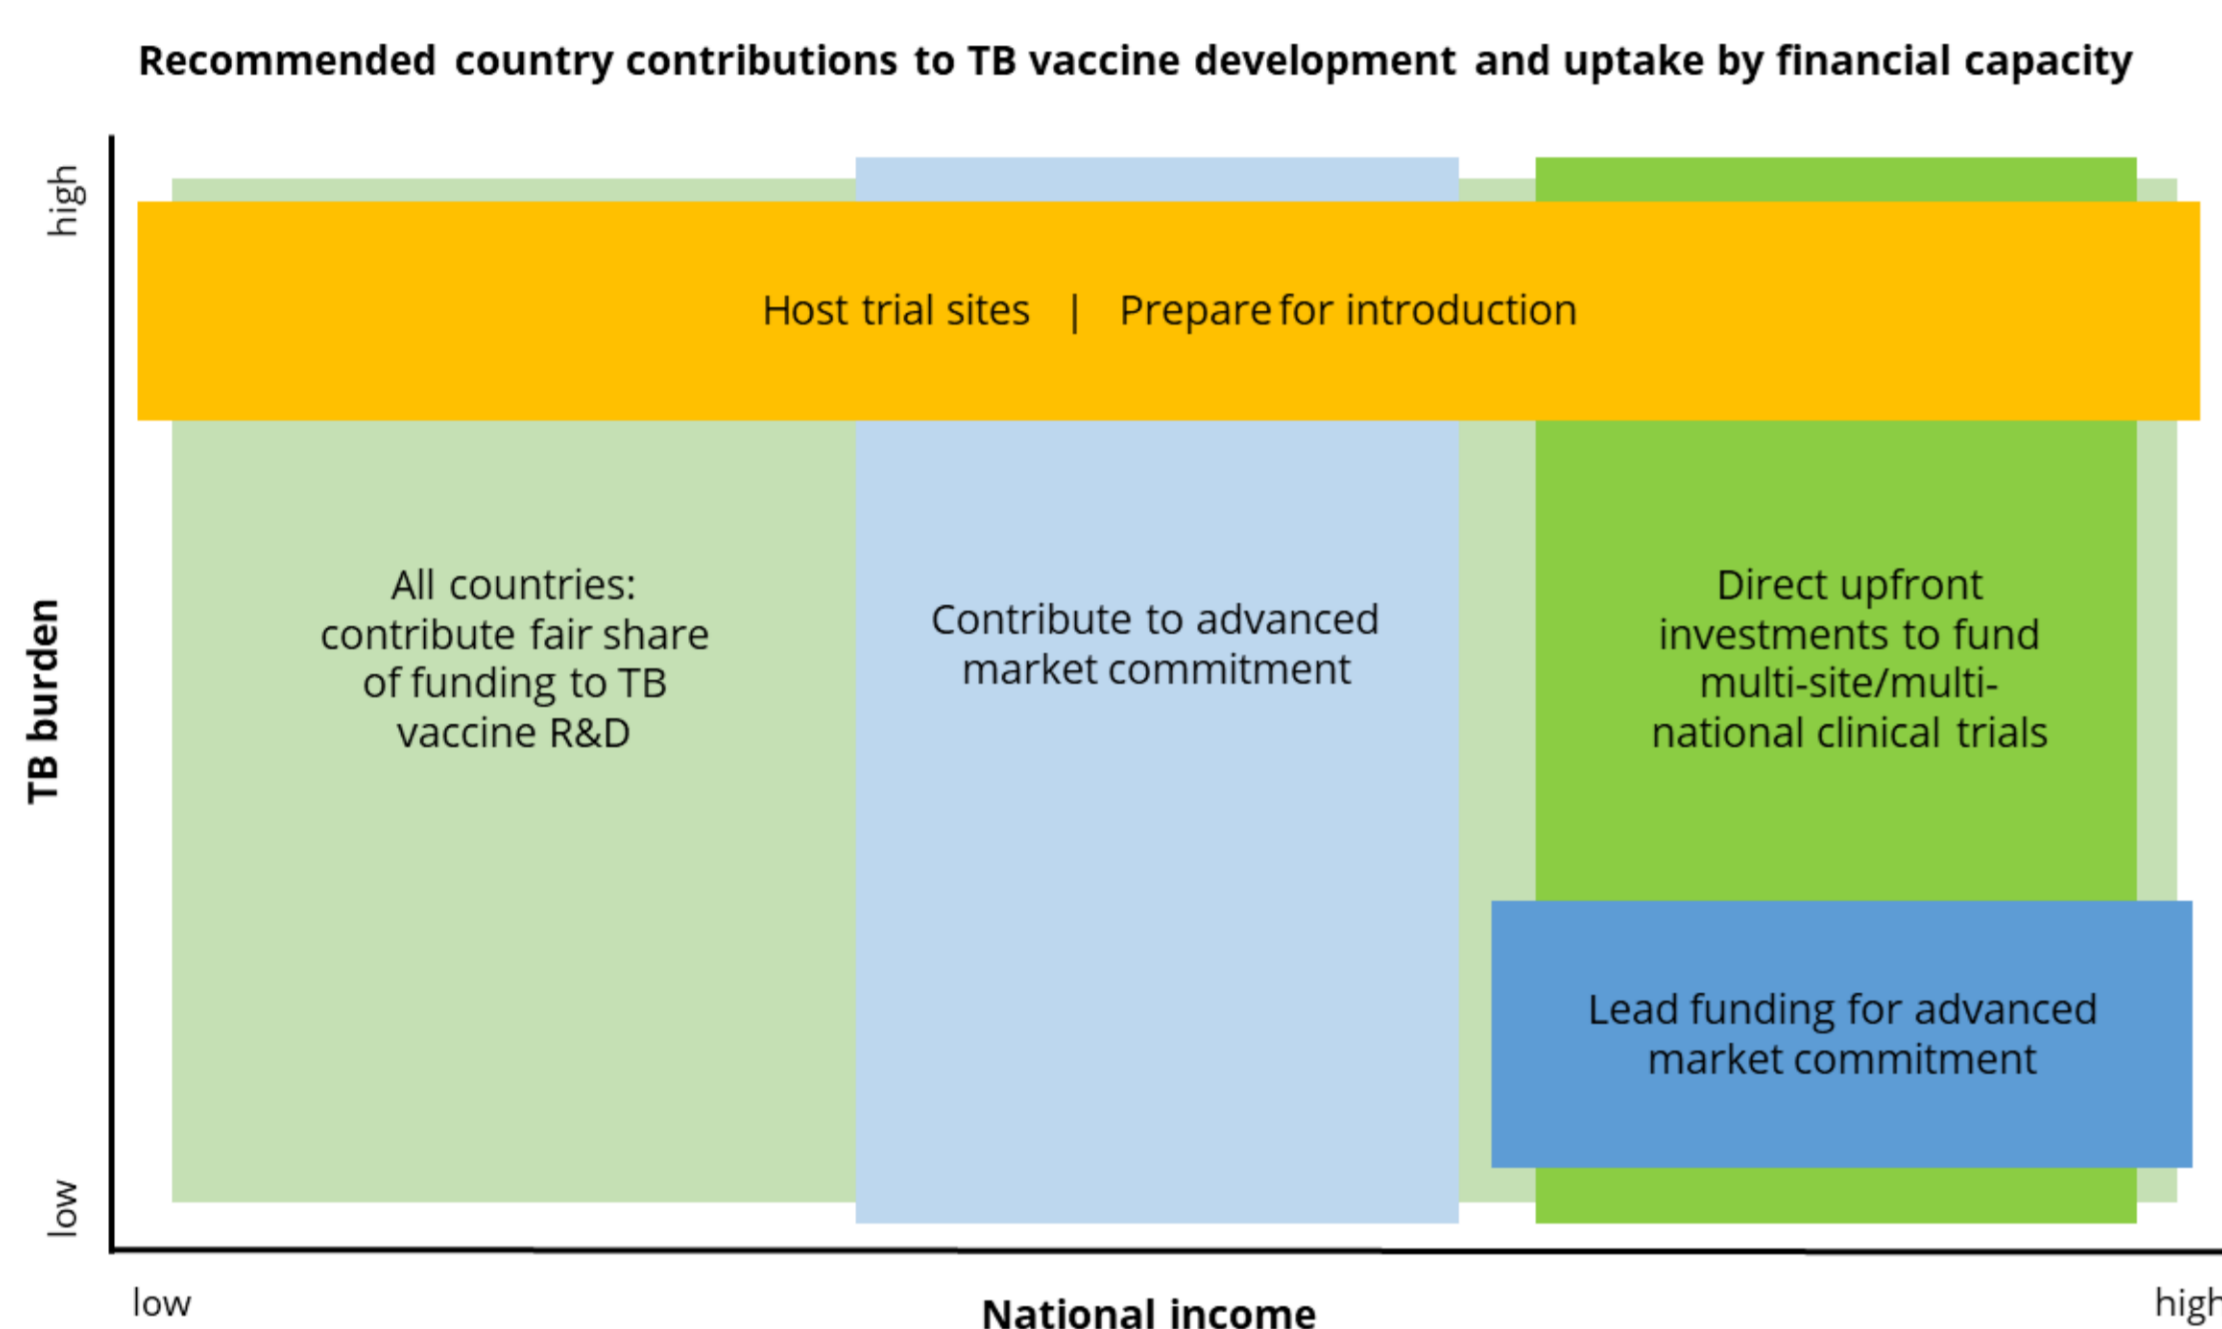 Recommended country contributions to TB vaccine development and uptake by financial capacity
high
Host trial sites | Prepare for introduction
All countries:
contribute fair share
of funding to TB
vaccine R&D
Contribute to advanced
market commitment
Direct upfront
investments to fund
multi-site/multi-
national clinical trials
TB burden
Lead funding for advanced
market commitment
low
low
National income
high